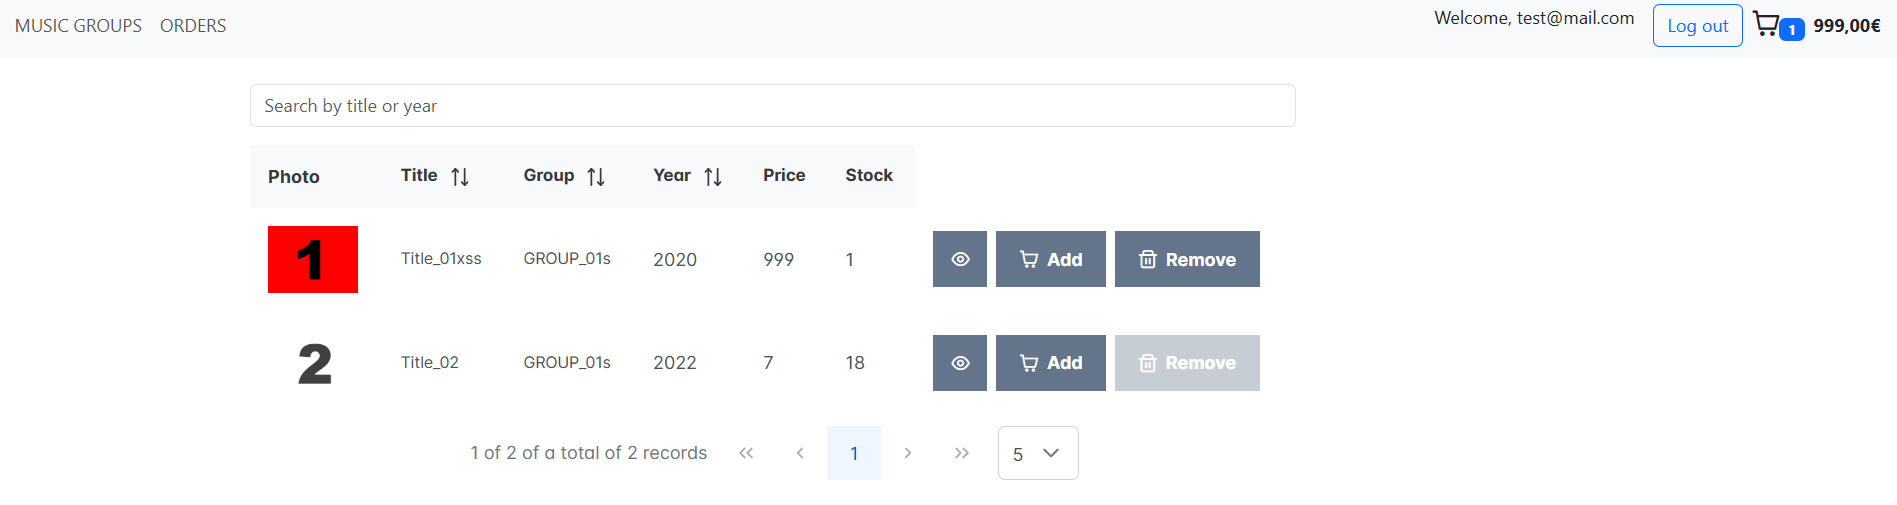 MUSIC GROUPS ORDERS Welcome, test@mail.com Log out 1 999,00€
Search by title or year
Photo Title Group Year Price Stock
1 Title_01xss GROUP_01s 2020 999 1 Add Remove
2 Title_02 GROUP_01s 2022 7 18 Add Remove
1 of 2 of a total of 2 records « ‹ 1 › » 5